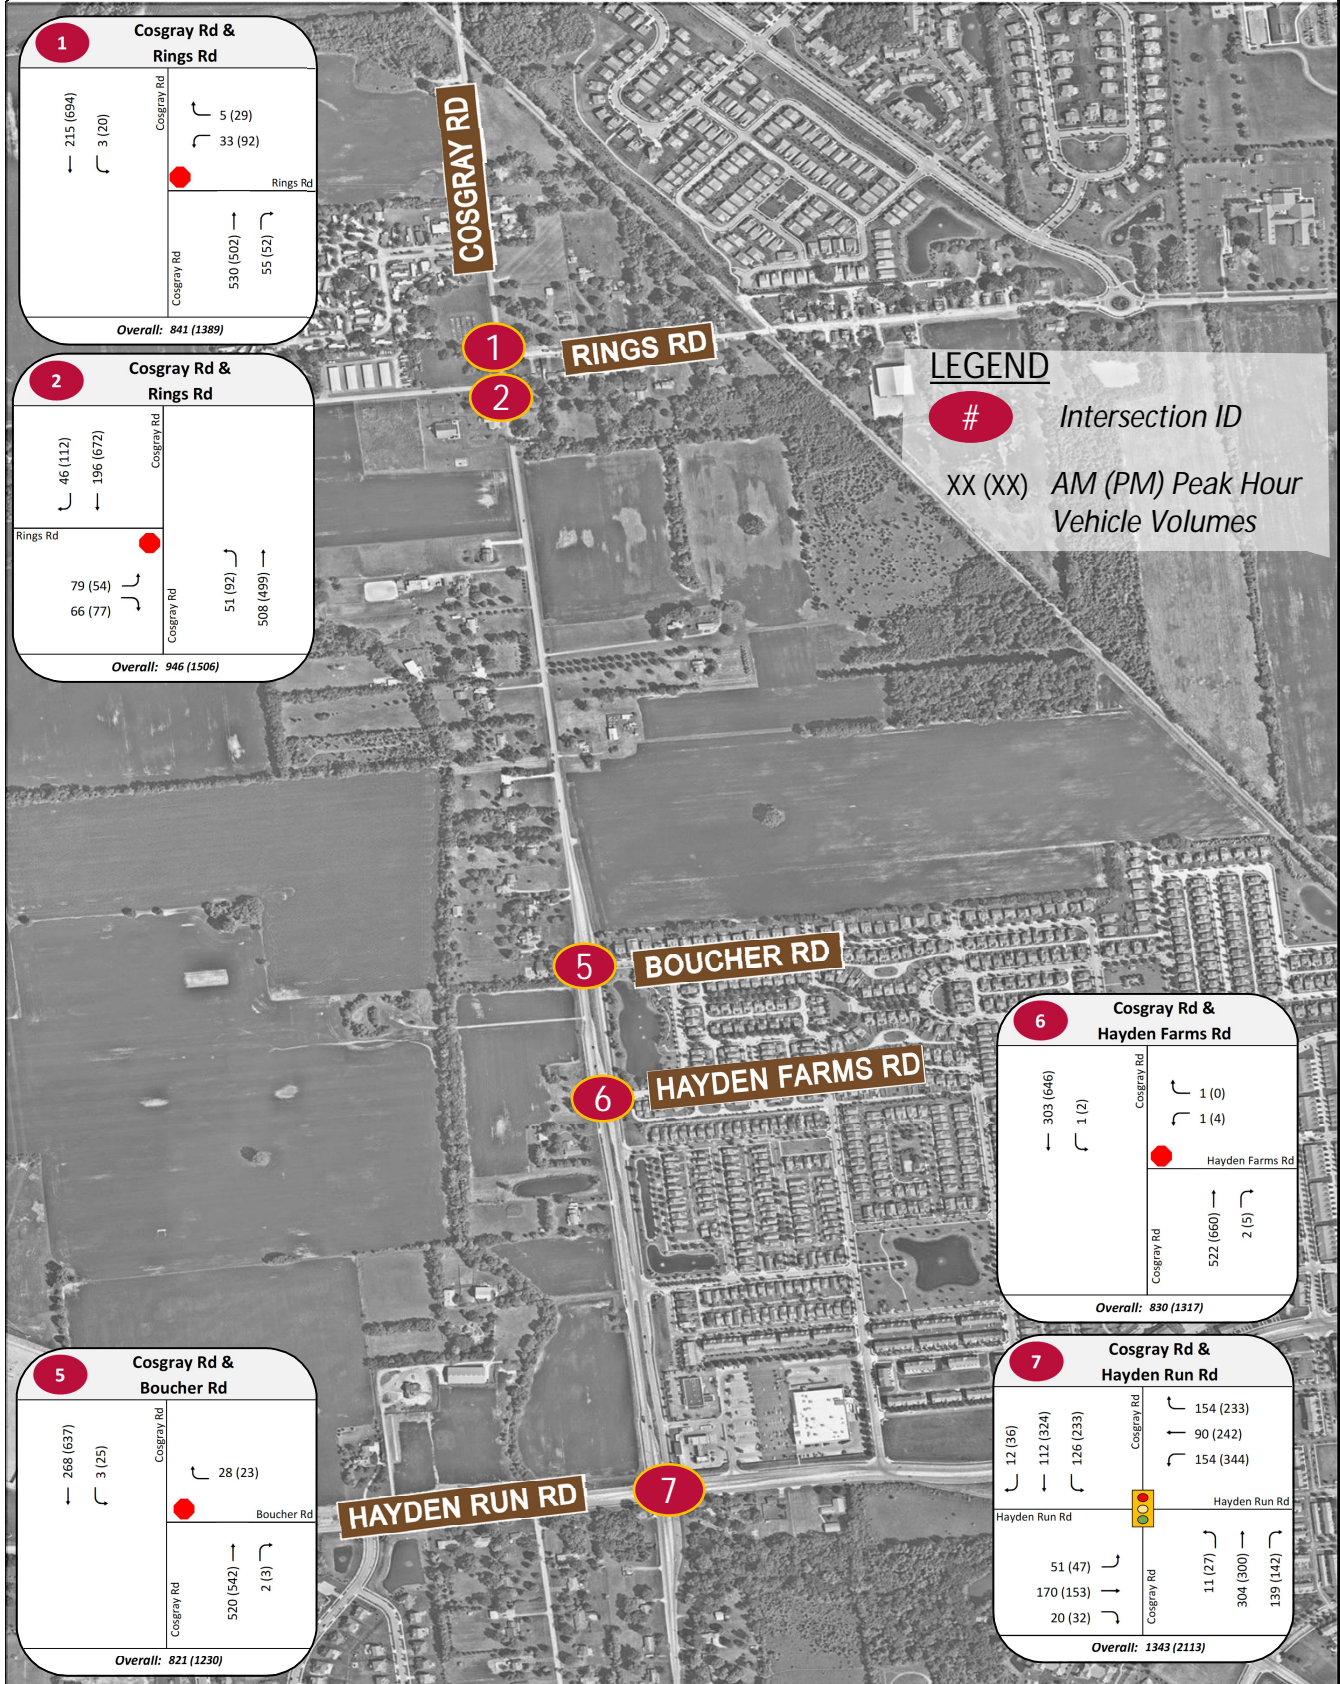 1
Cosgray Rd &
Rings Rd
Cosgray Rd
215 (694)
3 (20)
5 (29)
33 (92)
Rings Rd
Cosgray Rd
530 (502)
55 (52)
Overall: 841 (1389)
2
Cosgray Rd &
Rings Rd
46 (112)
196 (672)
Cosgray Rd
Rings Rd
79 (54)
66 (77)
Cosgray Rd
51 (92)
508 (499)
Overall: 946 (1506)
COSGRAY RD
1
RINGS RD
2
LEGEND
# Intersection ID
XX (XX) AM (PM) Peak Hour
Vehicle Volumes
5
BOUCHER RD
6
HAYDEN FARMS RD
6
Cosgray Rd &
Hayden Farms Rd
303 (646)
1 (2)
Cosgray Rd
1 (0)
1 (4)
Hayden Farms Rd
Cosgray Rd
522 (660)
2 (5)
Overall: 830 (1317)
5
Cosgray Rd &
Boucher Rd
268 (637)
3 (25)
Cosgray Rd
28 (23)
Boucher Rd
Cosgray Rd
520 (542)
2 (3)
Overall: 821 (1230)
HAYDEN RUN RD
7
7
Cosgray Rd &
Hayden Run Rd
12 (36)
112 (324)
126 (233)
Cosgray Rd
154 (233)
90 (242)
154 (344)
Hayden Run Rd
Hayden Run Rd
51 (47)
170 (153)
20 (32)
Cosgray Rd
11 (27)
304 (300)
139 (142)
Overall: 1343 (2113)